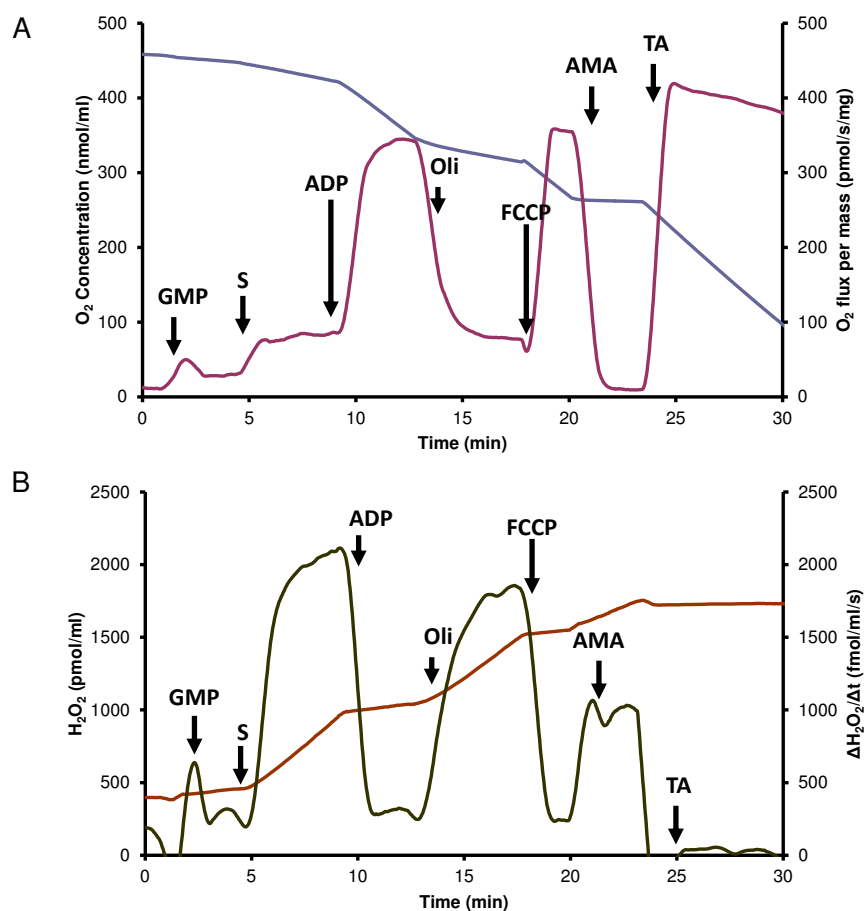 A
O₂ Concentration (nmol/ml)
500
400
300
200
100
0
GMP
S
ADP
Oli
FCCP
AMA
TA
500
400
300
200
100
0
O₂ flux per mass (pmol/s/mg)
0 5 10 15 20 25 30
Time (min)
B
H₂O₂ (pmol/ml)
2500
2000
1500
1000
500
0
GMP
S
ADP
Oli
FCCP
AMA
TA
2500
2000
1500
1000
500
0
ΔH₂O₂/Δt (fmol/ml/s)
0 5 10 15 20 25 30
Time (min)